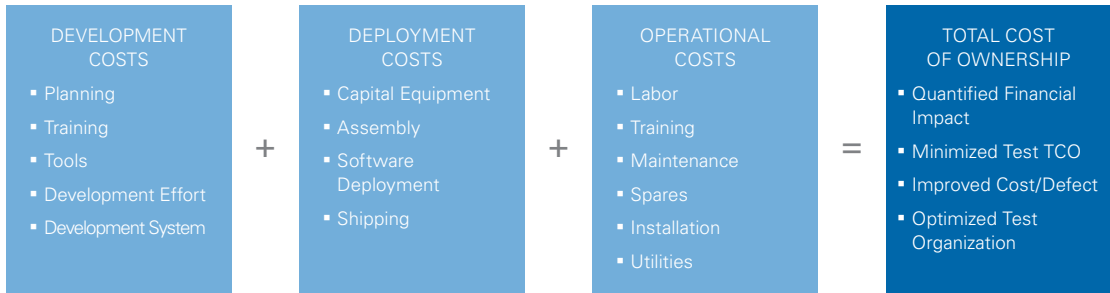 DEVELOPMENT
COSTS
▪ Planning
▪ Training
▪ Tools
▪ Development Effort
▪ Development System
+
DEPLOYMENT
COSTS
▪ Capital Equipment
▪ Assembly
▪ Software
Deployment
▪ Shipping
+
OPERATIONAL
COSTS
▪ Labor
▪ Training
▪ Maintenance
▪ Spares
▪ Installation
▪ Utilities
=
TOTAL COST
OF OWNERSHIP
▪ Quantified Financial
Impact
▪ Minimized Test TCO
▪ Improved Cost/Defect
▪ Optimized Test
Organization